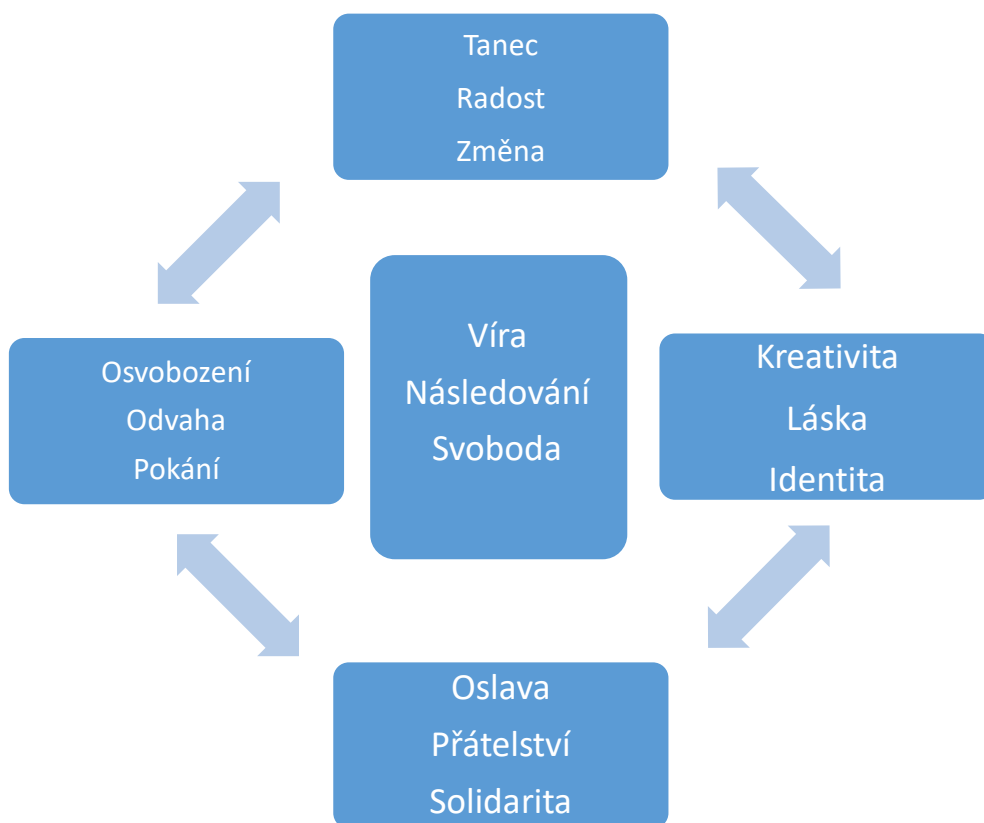 Tanec
Radost
Změna
Víra
Následování
Svoboda
Osvobození
Odvaha
Pokání
Kreativita
Láska
Identita
Oslava
Přátelství
Solidarita